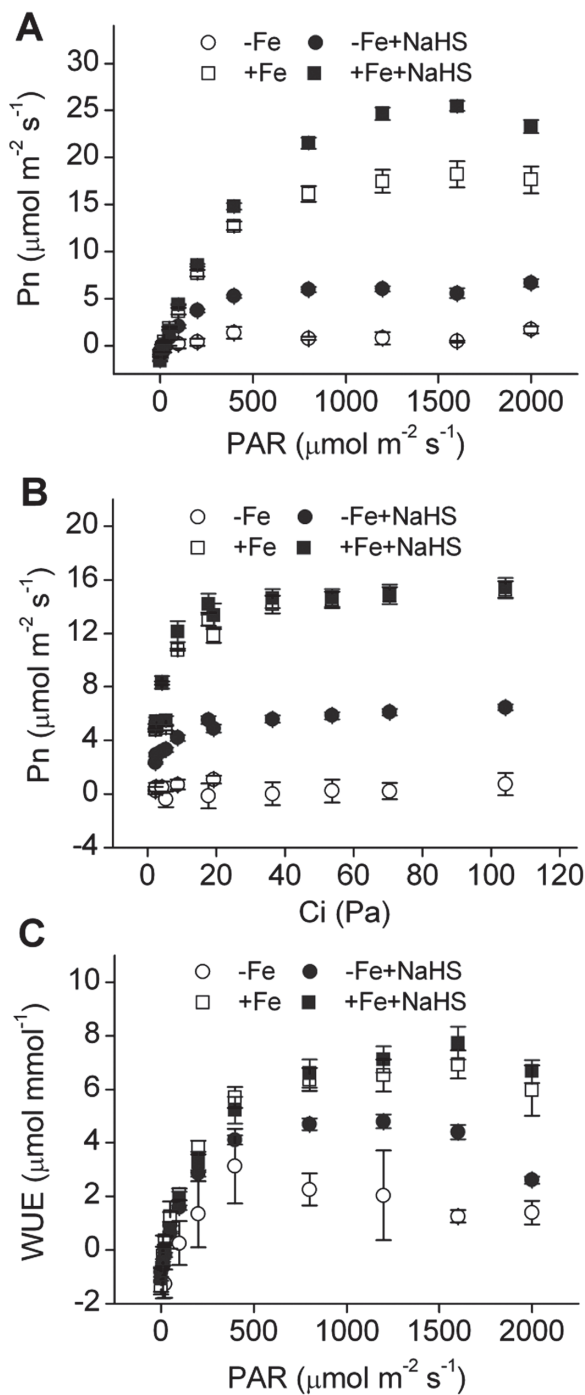 A
-Fe -Fe+NaHS
+Fe +Fe+NaHS
30
25
20
15
10
5
0
Pn (μmol m⁻² s⁻¹)
0 500 1000 1500 2000
PAR (μmol m⁻² s⁻¹)
B
-Fe -Fe+NaHS
+Fe +Fe+NaHS
20
16
12
8
4
0
-4
Pn (μmol m⁻² s⁻¹)
0 20 40 60 80 100 120
Ci (Pa)
C
-Fe -Fe+NaHS
+Fe +Fe+NaHS
10
8
6
4
2
0
-2
WUE (μmol mmol⁻¹)
0 500 1000 1500 2000
PAR (μmol m⁻² s⁻¹)